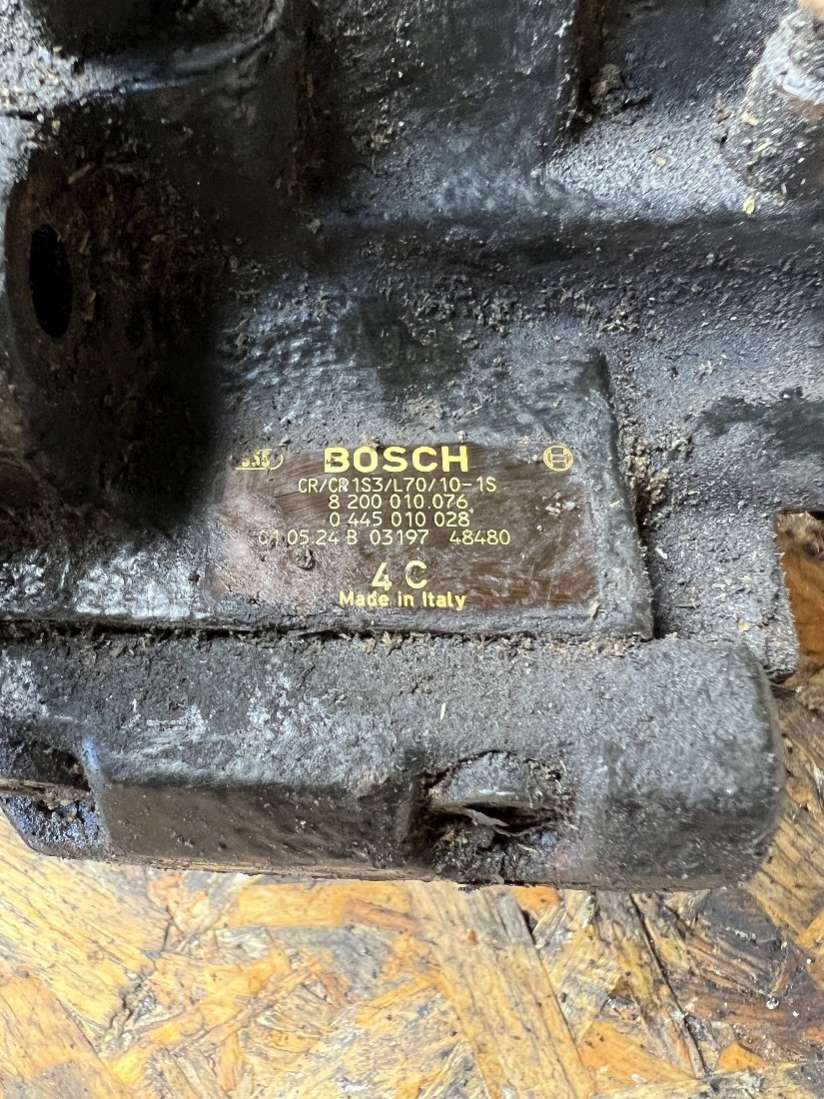 BOSCH
CR/CR1S3/L70/10-1S
8 200 010.076
0 445 010 028
01.05.24 B 03197 48480
4 C
Made in Italy